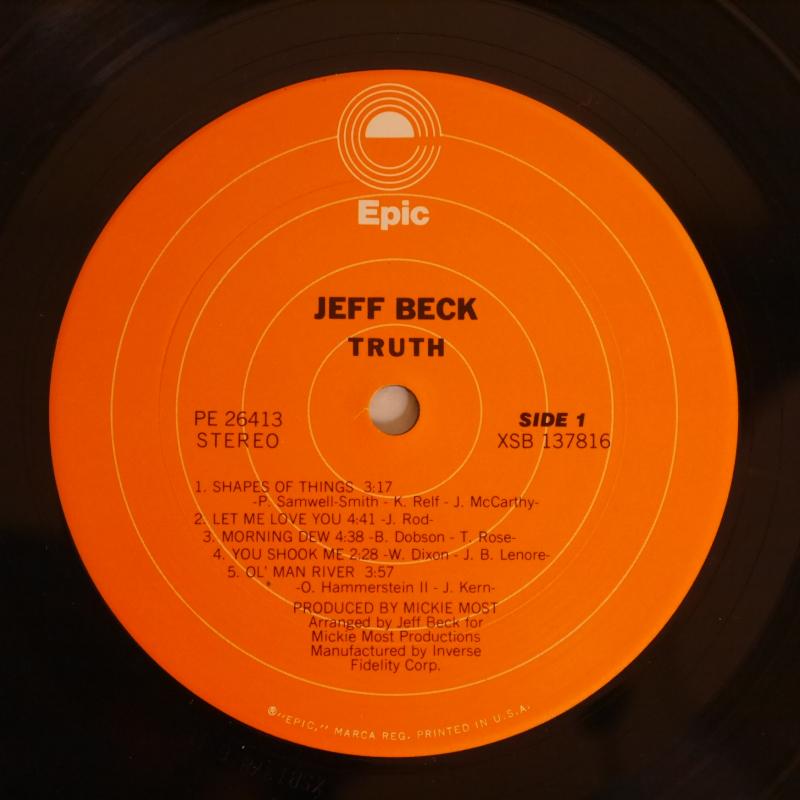 Epic
JEFF BECK
TRUTH
PE 26413
STEREO
SIDE 1
XSB 137816
1. SHAPES OF THINGS 3:17
-P. Samwell-Smith - K. Relf - J. McCarthy-
2. LET ME LOVE YOU 4:41 -J. Rod-
3. MORNING DEW 4:38 -B. Dobson - T. Rose-
4. YOU SHOOK ME 2:28 -W. Dixon - J. B. Lenore-
5. OL' MAN RIVER 3:57
-O. Hammerstein II - J. Kern-
PRODUCED BY MICKIE MOST
Arranged by Jeff Beck for
Mickie Most Productions
Manufactured by Inverse
Fidelity Corp.
®"EPIC," MARCA REG. PRINTED IN U.S.A.